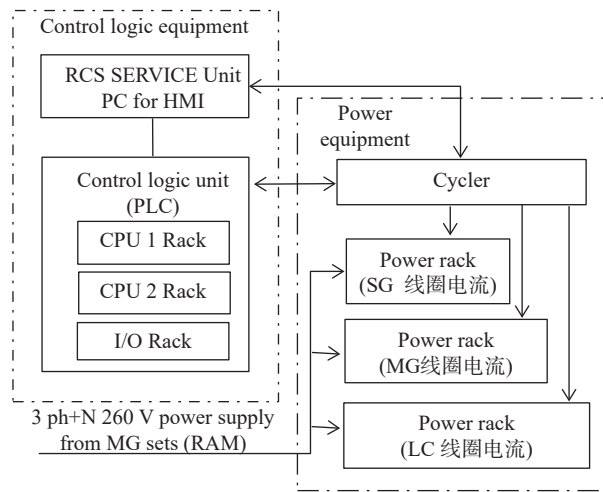 Control logic equipment
RCS SERVICE Unit
PC for HMI
Control logic unit
(PLC)
CPU 1 Rack
CPU 2 Rack
I/O Rack
Power
equipment
Cycler
Power rack
(SG 线圈电流)
Power rack
(MG线圈电流)
Power rack
(LC 线圈电流)
3 ph+N 260 V power supply
from MG sets (RAM)